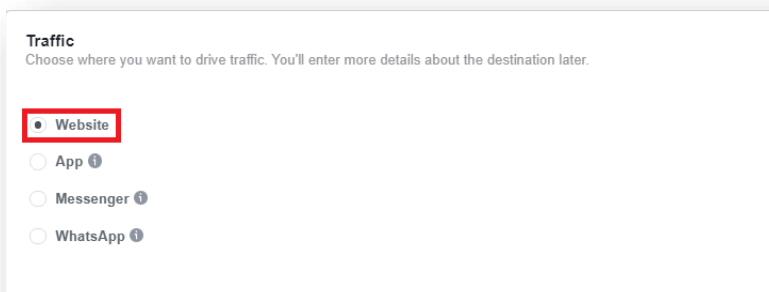 Traffic
Choose where you want to drive traffic. You'll enter more details about the destination later.
Website
App
Messenger
WhatsApp